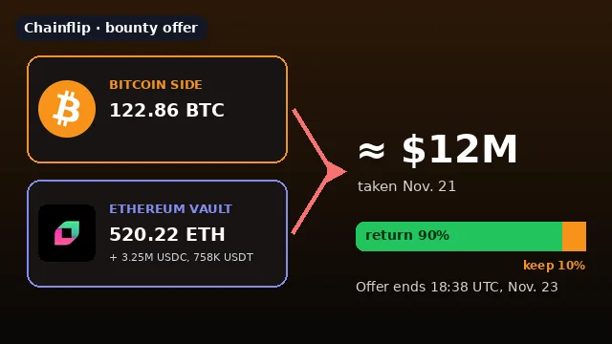 Chainflip · bounty offer
BITCOIN SIDE
122.86 BTC
ETHEREUM VAULT
520.22 ETH
+ 3.25M USDC, 758K USDT
≈ $12M
taken Nov. 21
return 90%
keep 10%
Offer ends 18:38 UTC, Nov. 23